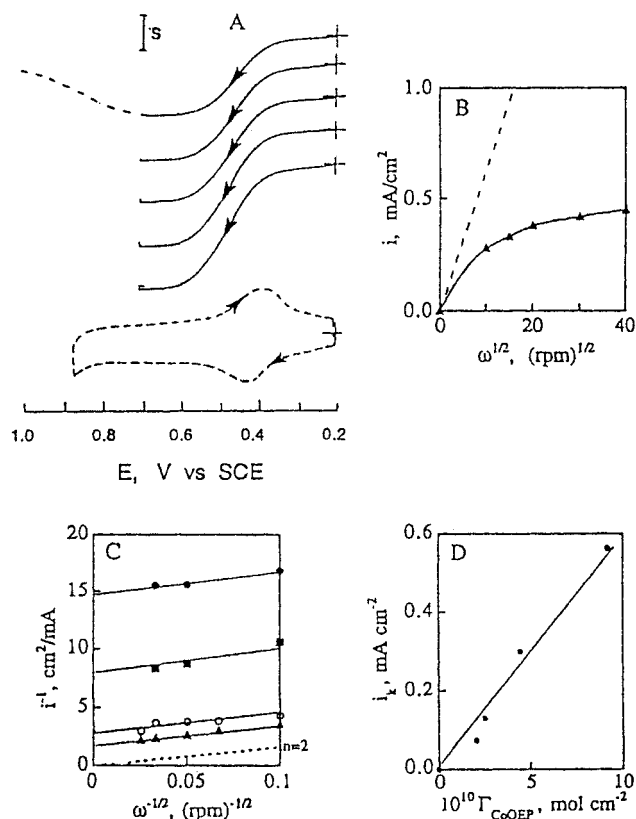 A
S
1.0 0.8 0.6 0.4 0.2
E, V vs SCE
B
1.0
0.5
0.0
0 20 40
i, mA/cm²
ω^1/2, (rpm)^1/2
C
20
15
10
5
0
0 0.05 0.1
n=2
i⁻¹, cm²/mA
ω^-1/2, (rpm)^-1/2
D
0.6
0.4
0.2
0
0 5 10
i_k, mA cm⁻²
10^10 Γ_CoOEP, mol cm⁻²